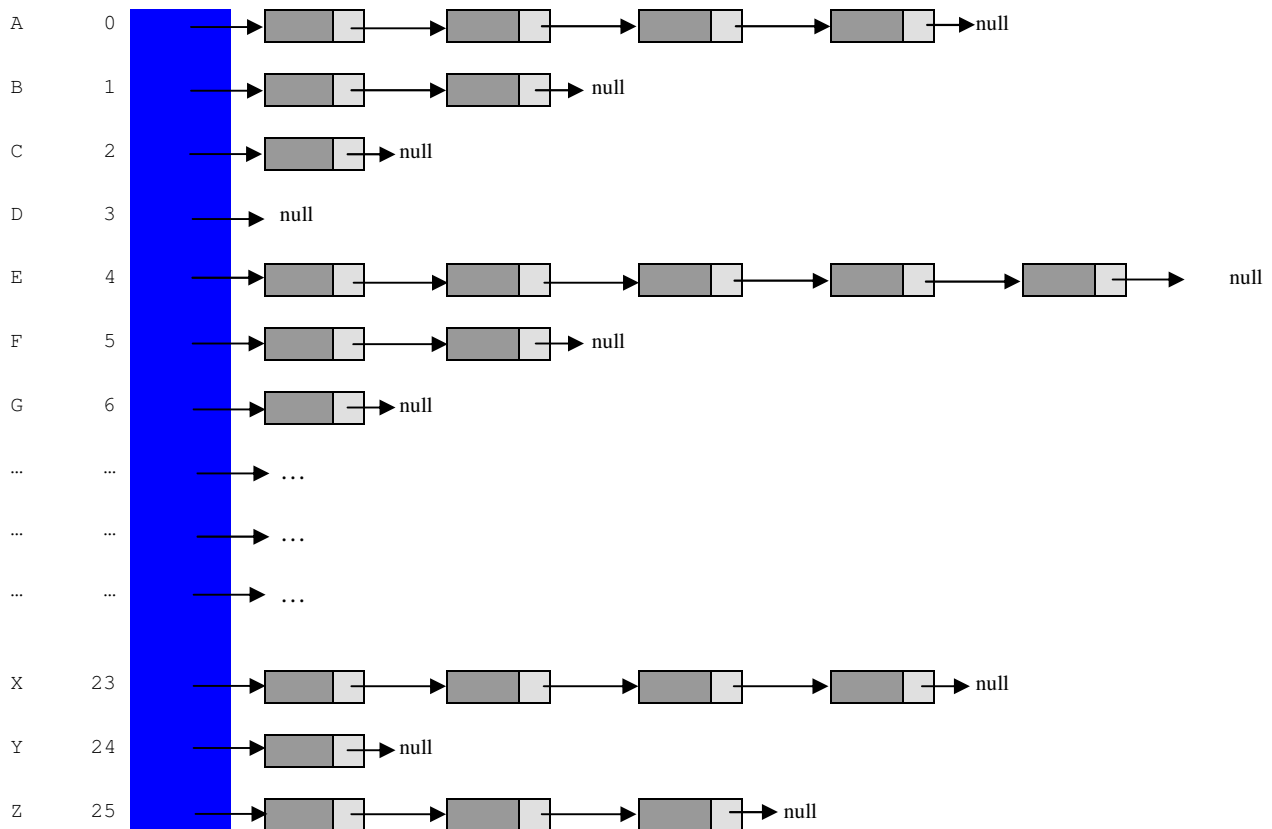 A 0 null
B 1 null
C 2 null
D 3 null
E 4 null
F 5 null
G 6 null
… … …
… … …
… … …
X 23 null
Y 24 null
Z 25 null